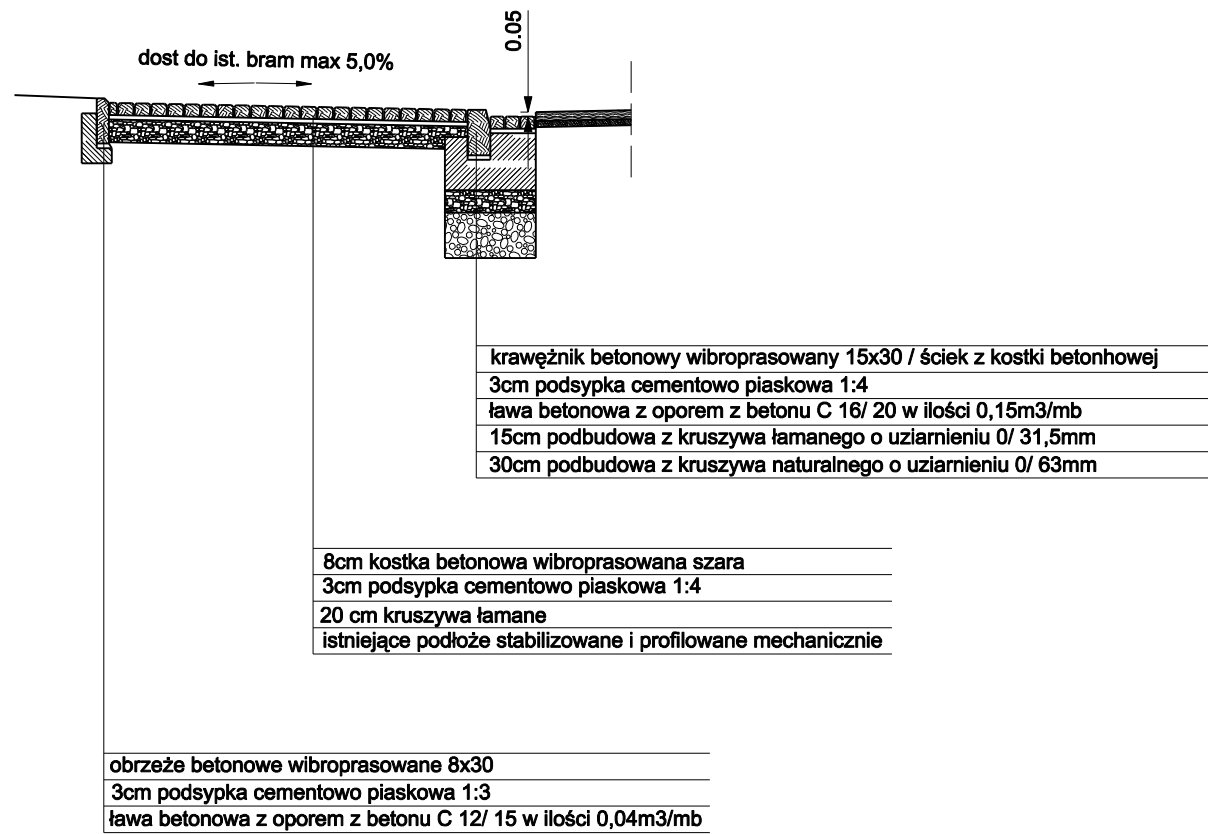 0.05
dost do ist. bram max 5,0%
krawężnik betonowy wibroprasowany 15x30 / ściek z kostki betonhowej
3cm podsypka cementowo piaskowa 1:4
ława betonowa z oporem z betonu C 16/ 20 w ilości 0,15m3/mb
15cm podbudowa z kruszywa łamanego o uziarnieniu 0/ 31,5mm
30cm podbudowa z kruszywa naturalnego o uziarnieniu 0/ 63mm
8cm kostka betonowa wibroprasowana szara
3cm podsypka cementowo piaskowa 1:4
20 cm kruszywa łamane
istniejące podłoże stabilizowane i profilowane mechanicznie
obrzeże betonowe wibroprasowane 8x30
3cm podsypka cementowo piaskowa 1:3
ława betonowa z oporem z betonu C 12/ 15 w ilości 0,04m3/mb